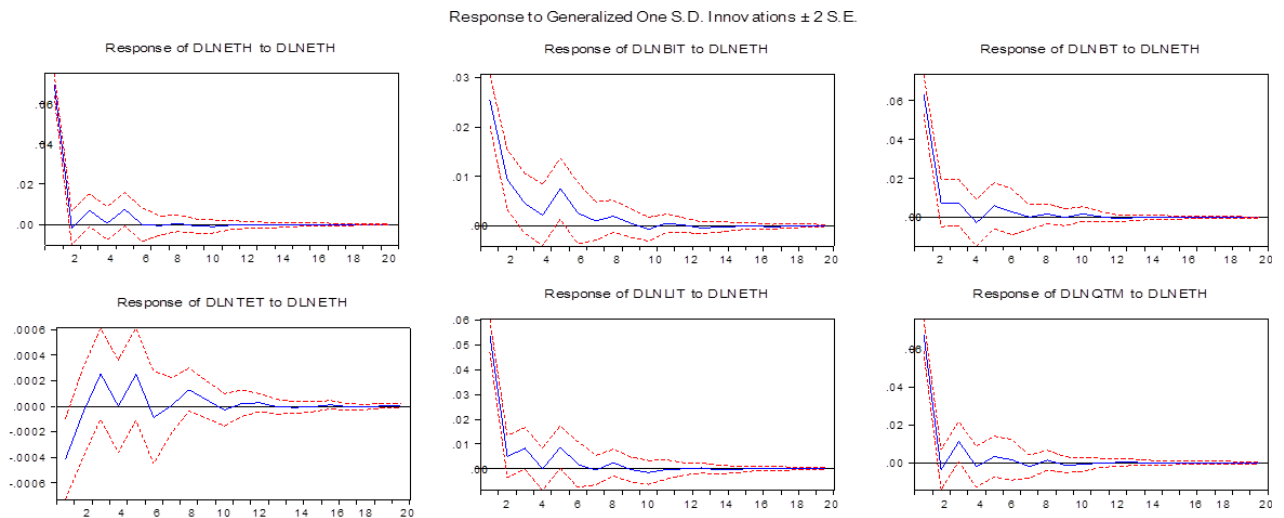 Response to Generalized One S.D. Innovations ± 2 S.E.
Response of DLNETH to DLNETH
.06
.04
.02
.00
2 4 6 8 10 12 14 16 18 20
Response of DLNBIT to DLNETH
.03
.02
.01
.00
2 4 6 8 10 12 14 16 18 20
Response of DLNBT to DLNETH
.06
.04
.02
.00
2 4 6 8 10 12 14 16 18 20
Response of DLNTET to DLNETH
.0006
.0004
.0002
.0000
-.0002
-.0004
-.0006
2 4 6 8 10 12 14 16 18 20
Response of DLNLIT to DLNETH
.06
.05
.04
.03
.02
.01
.00
2 4 6 8 10 12 14 16 18 20
Response of DLNQTM to DLNETH
.06
.04
.02
.00
2 4 6 8 10 12 14 16 18 20